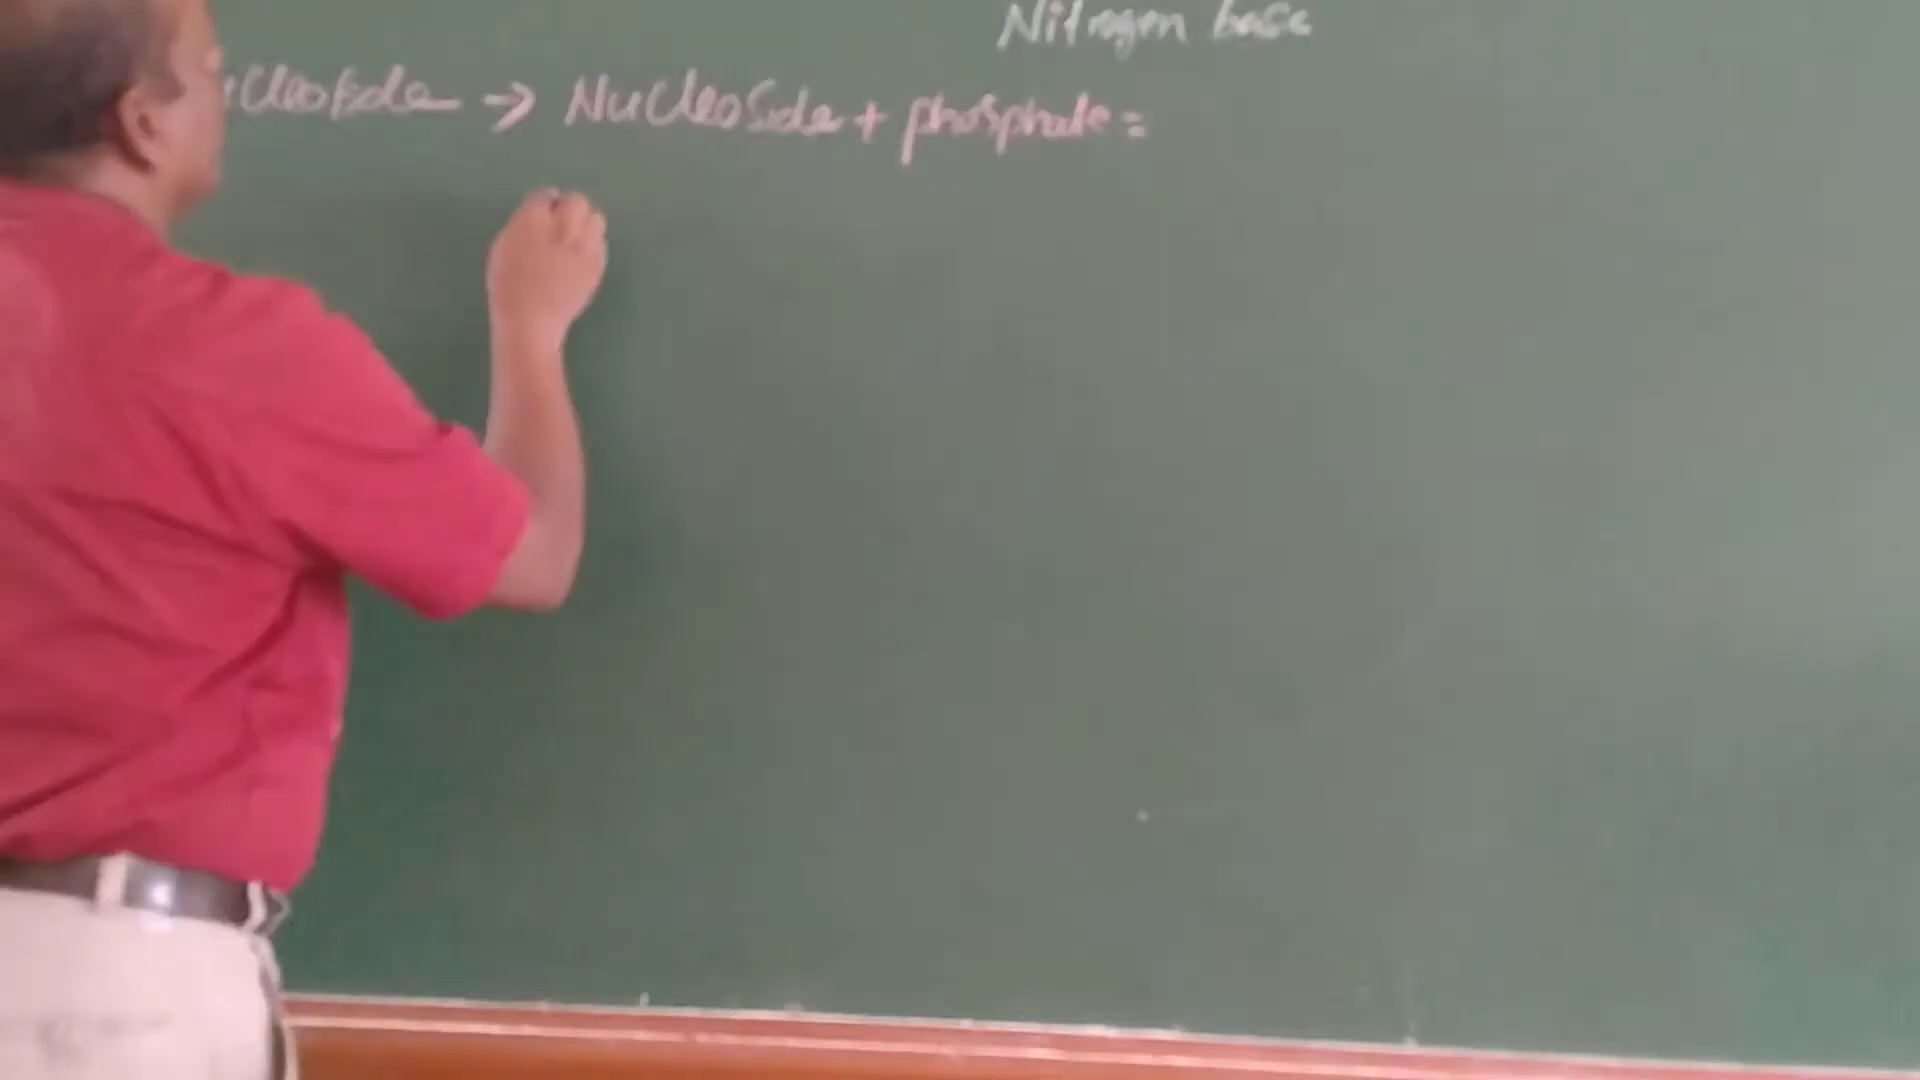 Nitrogen base
→ Nucleoside + phosphate =